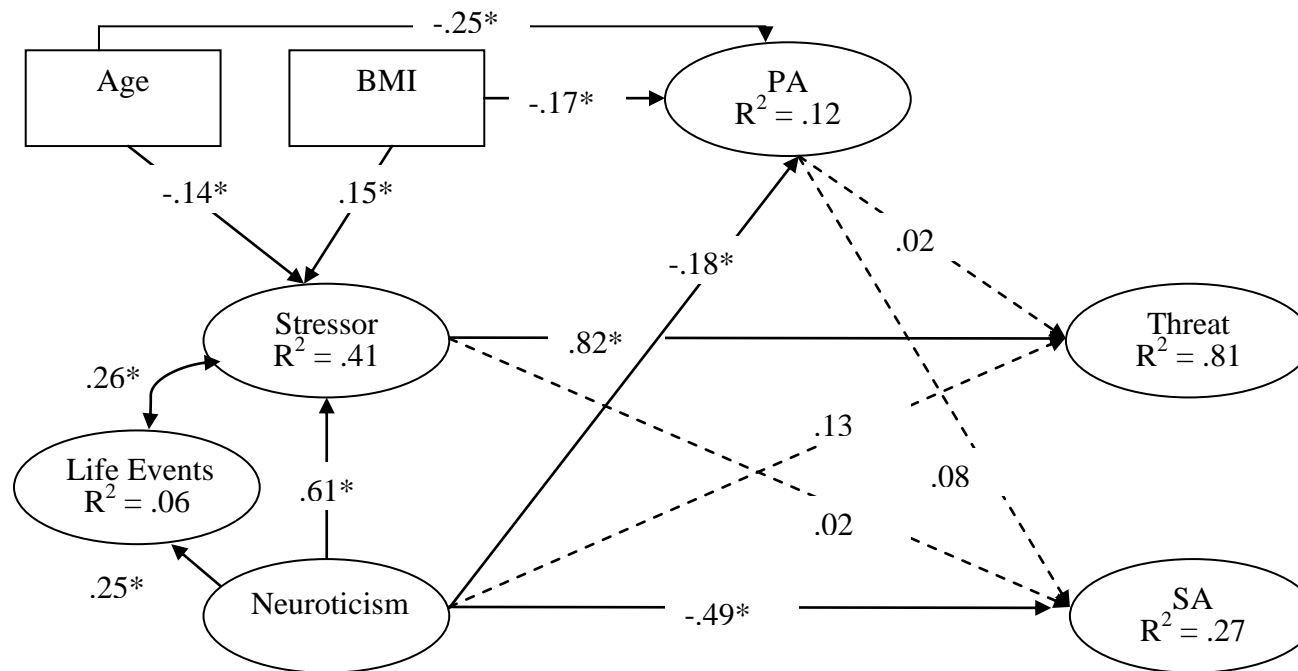 -.25*
Age
BMI
PA
R² = .12
-.17*
-.14*
.15*
.02
-.18*
Stressor
R² = .41
.82*
Threat
R² = .81
.26*
.13
Life Events
R² = .06
.61*
.08
.02
.25*
Neuroticism
-.49*
SA
R² = .27